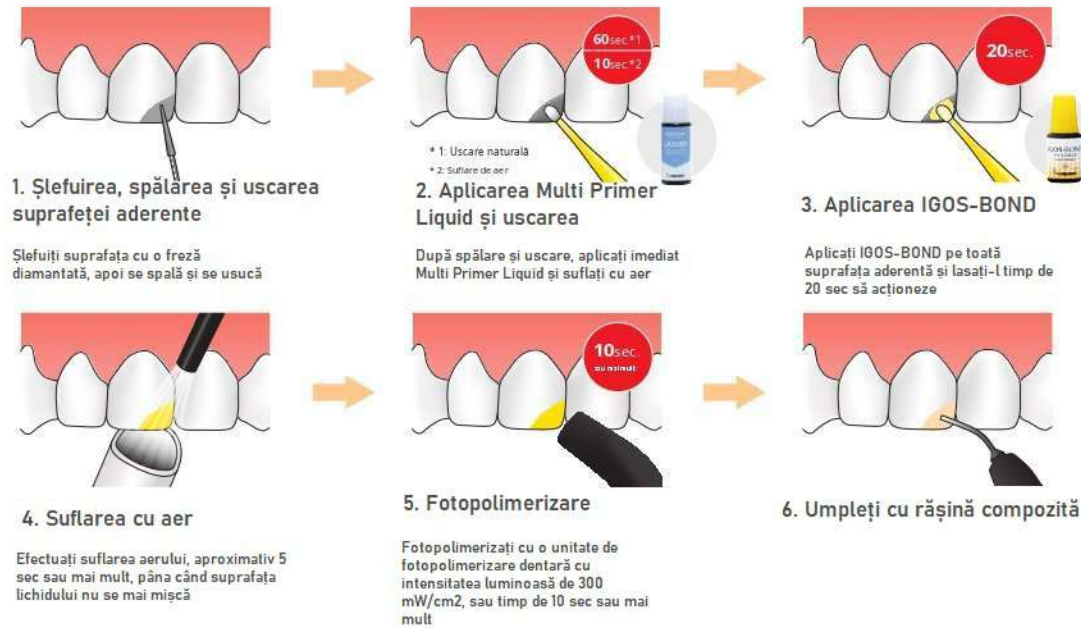 60sec.*1
10sec.*2
* 1: Uscare naturală
* 2: Suflare de aer
20sec.
IGOS-BOND
1. Șlefuirea, spălarea și uscarea
suprafeței aderente
Șlefuiți suprafața cu o freză
diamantată, apoi se spală și se usucă
2. Aplicarea Multi Primer
Liquid și uscarea
După spălare și uscare, aplicați imediat
Multi Primer Liquid și suflați cu aer
3. Aplicarea IGOS-BOND
Aplicați IGOS-BOND pe toată
suprafața aderentă și lasați-l timp de
20 sec să acționeze
4. Suflarea cu aer
Efectuați suflarea aerului, aproximativ 5
sec sau mai mult, pâna când suprafața
lichidului nu se mai mișcă
10sec.
sau mai mult
5. Fotopolimerizare
Fotopolimerizați cu o unitate de
fotopolimerizare dentară cu
intensitatea luminoasă de 300
mW/cm2, sau timp de 10 sec sau mai
mult
6. Umpleți cu rășină compozită